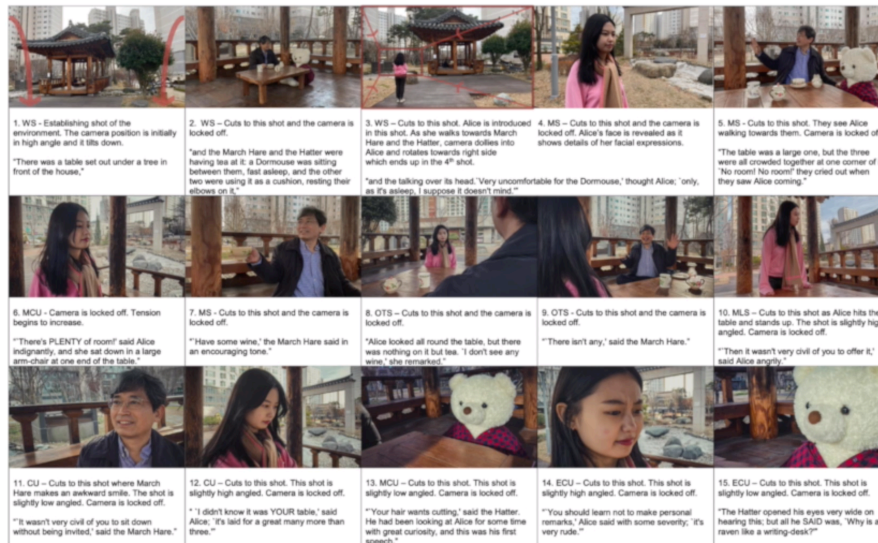 1. WS - Establishing shot of the
environment. The camera position is initially
in high angle and it tilts down.
"There was a table set out under a tree in
front of the house,"
2. WS – Cuts to this shot and the camera is
locked off.
"and the March Hare and the Hatter were
having tea at it: a Dormouse was sitting
between them, fast asleep, and the other
two were using it as a cushion, resting their
elbows on it,"
3. WS – Cuts to this shot. Alice is introduced
in this shot. As she walks towards March
Hare and the Hatter, camera dollies into
Alice and rotates towards right side
which ends up in the 4th shot.
"and the talking over its head.`Very uncomfortable for the Dormouse,' thought Alice; `only,
as it's asleep, I suppose it doesn't mind.'"
4. MS – Cuts to this shot and the camera is
locked off. Alice's face is revealed as it
shows details of her facial expressions.
5. MS - Cuts to this shot. They see Alice
walking towards them. Camera is locked of
"The table was a large one, but the three
were all crowded together at one corner of
`No room! No room!' they cried out when
they saw Alice coming."
6. MCU - Camera is locked off. Tension
begins to increase.
"`There's PLENTY of room!' said Alice
indignantly, and she sat down in a large
arm-chair at one end of the table."
7. MS - Cuts to this shot and the camera is
locked off.
"`Have some wine,' the March Hare said in
an encouraging tone."
8. OTS – Cuts to this shot and the camera is
locked off.
"Alice looked all round the table, but there
was nothing on it but tea. `I don't see any
wine,' she remarked."
9. OTS - Cuts to this shot and the camera is
locked off.
"`There isn't any,' said the March Hare."
10. MLS – Cuts to this shot as Alice hits the
table and stands up. The shot is slightly hig
angled. Camera is locked off.
"`Then it wasn't very civil of you to offer it,'
said Alice angrily."
11. CU – Cuts to this shot where March
Hare makes an awkward smile. The shot is
slightly low angled. Camera is locked off.
"`It wasn't very civil of you to sit down
without being invited,' said the March Hare."
12. CU – Cuts to this shot. This shot is
slightly high angled. Camera is locked off.
" `I didn't know it was YOUR table,' said
Alice; `it's laid for a great many more than
three.'"
13. MCU - Cuts to this shot. This shot is
slightly low angled. Camera is locked off.
"`Your hair wants cutting,' said the Hatter.
He had been looking at Alice for some time
with great curiosity, and this was his first
speech."
14. ECU – Cuts to this shot. This shot is
slightly high angled. Camera is locked off.
"`You should learn not to make personal
remarks,' Alice said with some severity; `it's
very rude.'"
15. ECU – Cuts to this shot. This shot is
slightly low angled. Camera is locked off.
"The Hatter opened his eyes very wide on
hearing this; but all he SAID was, `Why is a
raven like a writing-desk?'"